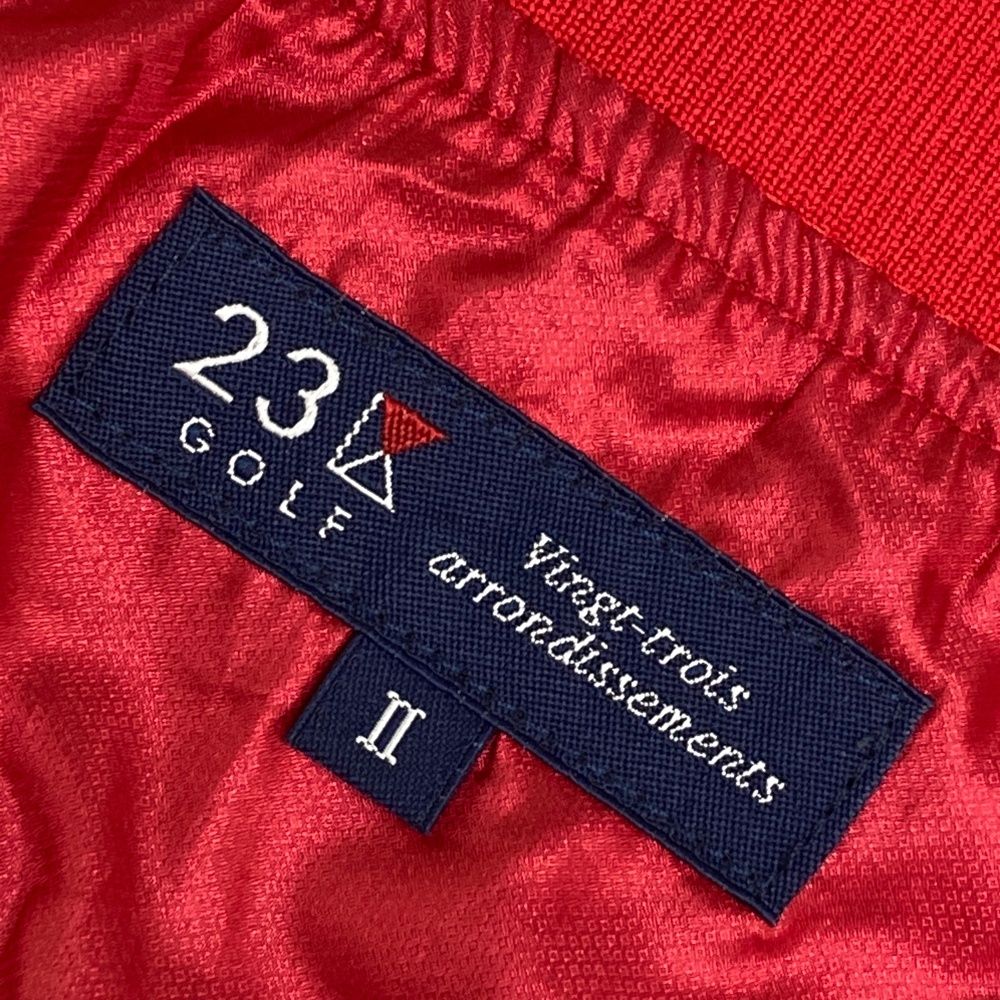 23
GOLF
Vingt-trois
arrondissements
II